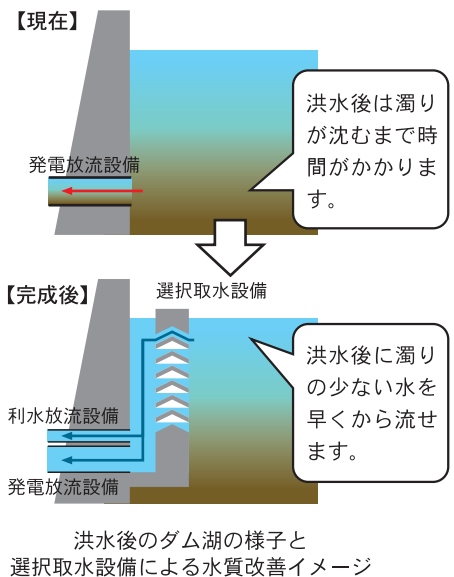 【現在】
洪水後は濁り
が沈むまで時
間がかかりま
す。
発電放流設備
【完成後】
選択取水設備
洪水後に濁り
の少ない水を
早くから流せ
ます。
利水放流設備
発電放流設備
洪水後のダム湖の様子と
選択取水設備による水質改善イメージ